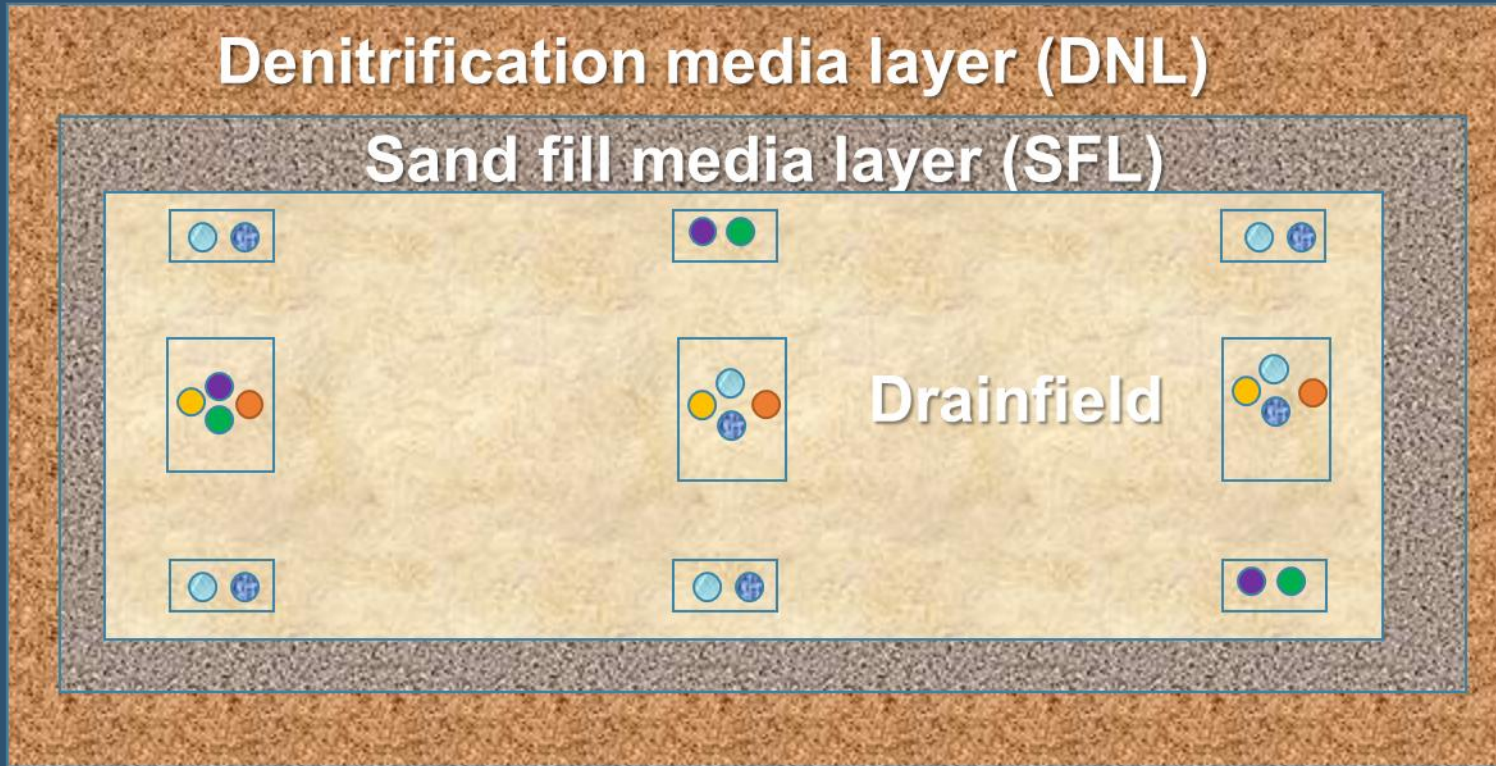 Denitrification media layer (DNL)
Sand fill media layer (SFL)
Drainfield